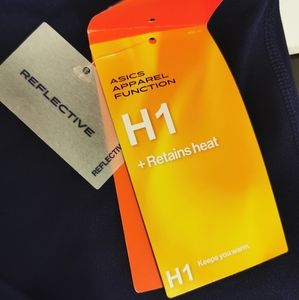 REFLECTIVE
REFLECTIVE
ASICS
APPAREL
FUNCTION
H1
+ Retains heat
H1
Keeps you warm.